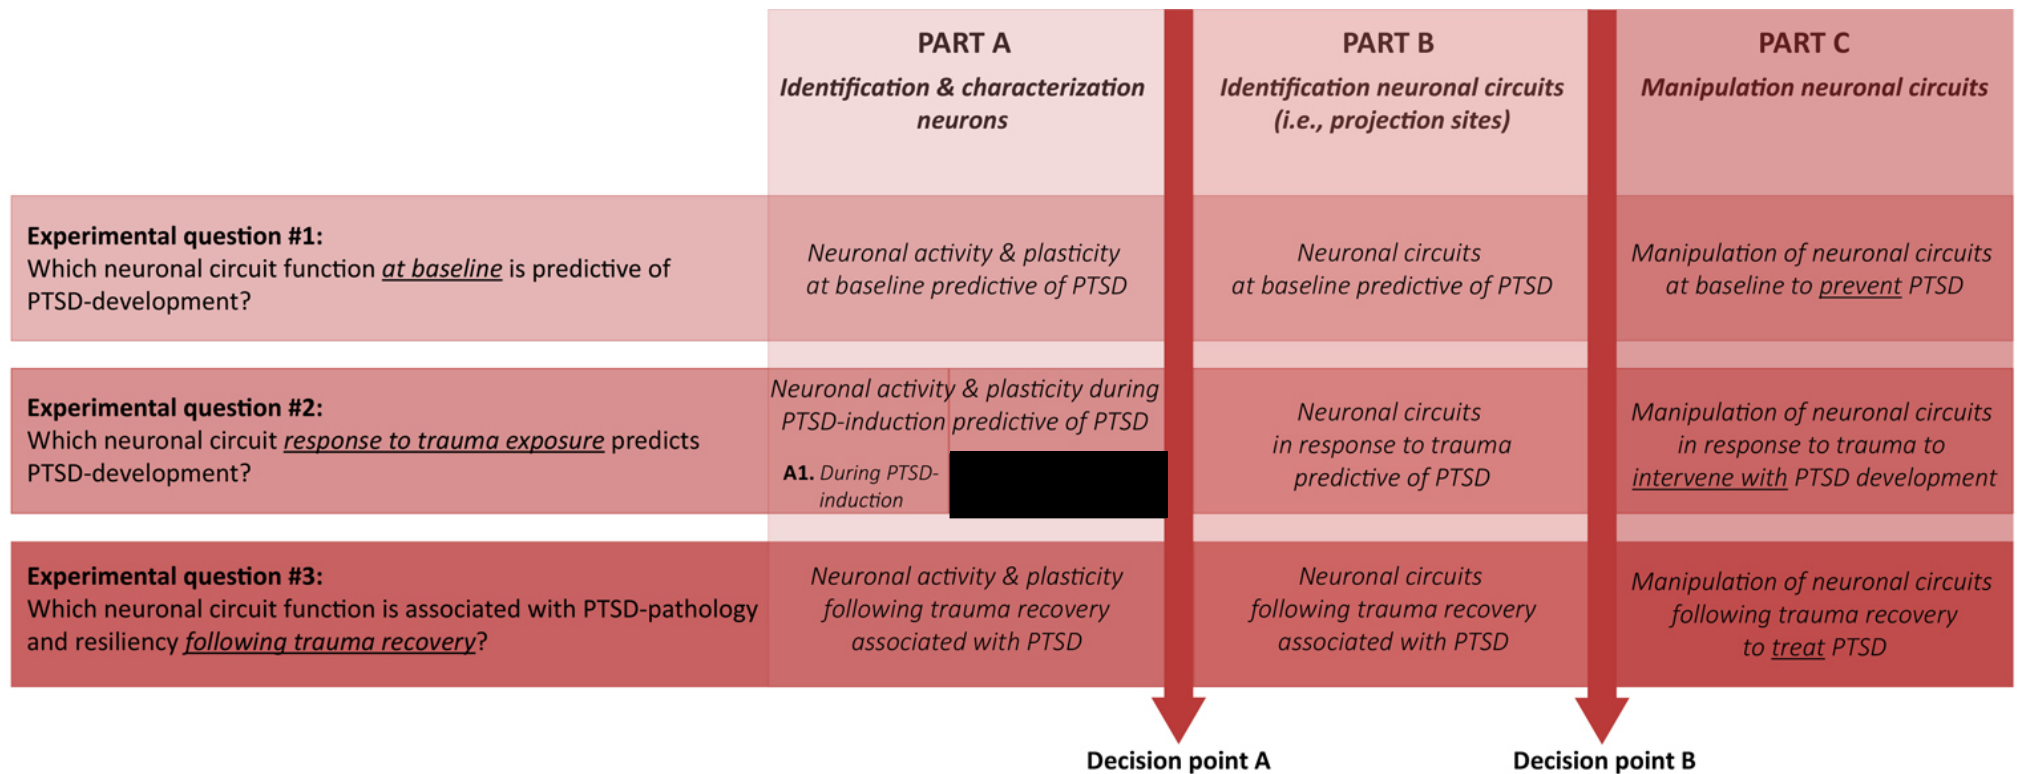 PART A
Identification & characterization
neurons
PART B
Identification neuronal circuits
(i.e., projection sites)
PART C
Manipulation neuronal circuits
Experimental question #1:
Which neuronal circuit function at baseline is predictive of
PTSD-development?
Neuronal activity & plasticity
at baseline predictive of PTSD
Neuronal circuits
at baseline predictive of PTSD
Manipulation of neuronal circuits
at baseline to prevent PTSD
Experimental question #2:
Which neuronal circuit response to trauma exposure predicts
PTSD-development?
Neuronal activity & plasticity during
PTSD-induction predictive of PTSD
A1. During PTSD-
induction
Neuronal circuits
in response to trauma
predictive of PTSD
Manipulation of neuronal circuits
in response to trauma to
intervene with PTSD development
Experimental question #3:
Which neuronal circuit function is associated with PTSD-pathology
and resiliency following trauma recovery?
Neuronal activity & plasticity
following trauma recovery
associated with PTSD
Neuronal circuits
following trauma recovery
associated with PTSD
Manipulation of neuronal circuits
following trauma recovery
to treat PTSD
Decision point A
Decision point B